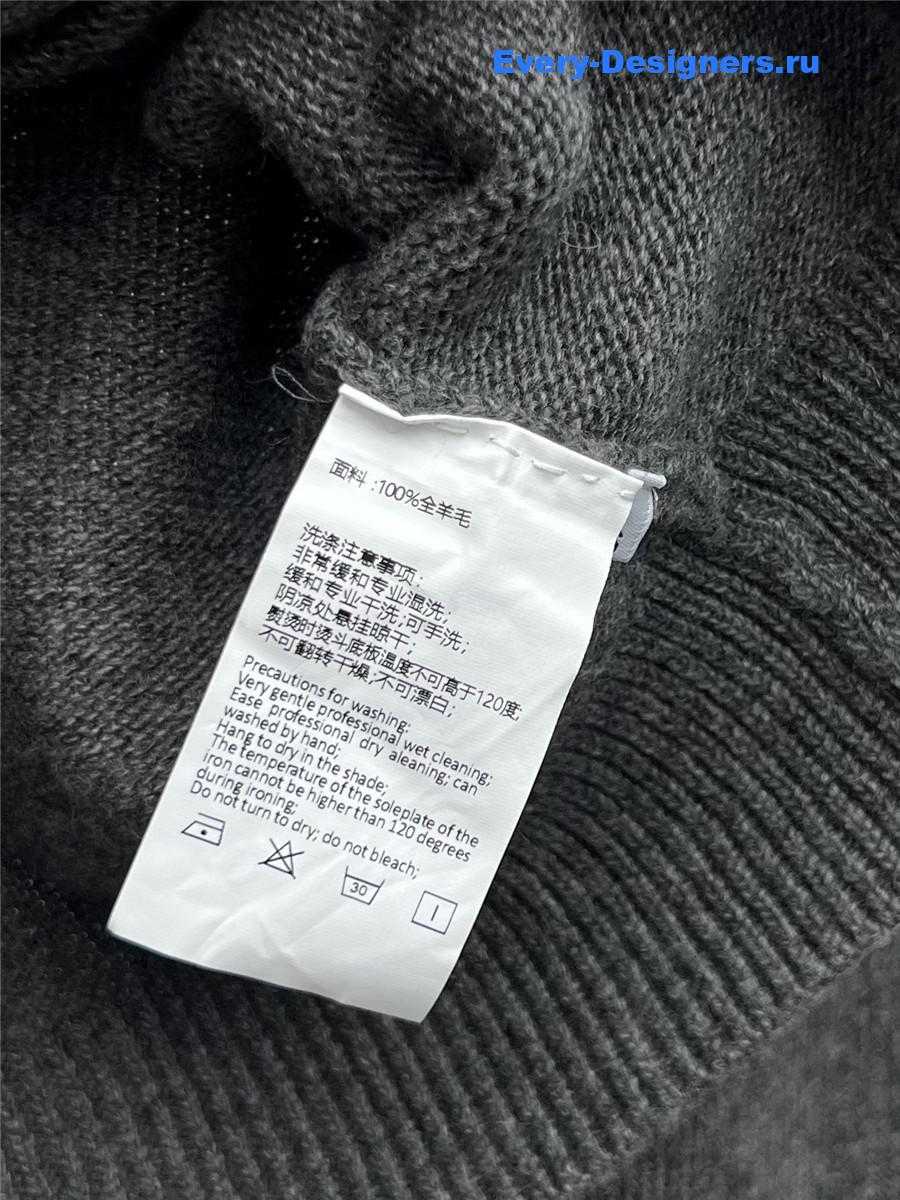 Every-Designers.ru
面料 :100%全羊毛
洗涤注意事项:
非常缓和专业湿洗;
缓和专业干洗;可手洗;
阴凉处悬挂晾干;
熨烫时烫斗底板温度不可高于120度;
不可翻转干燥;不可漂白;
Precautions for washing:
Very gentle professional wet cleaning;
Ease professional dry aleaning; can
washed by hand;
Hang to dry in the shade;
The temperature of the soleplate of the
iron cannot be higher than 120 degrees
during ironing;
Do not turn to dry; do not bleach;
30